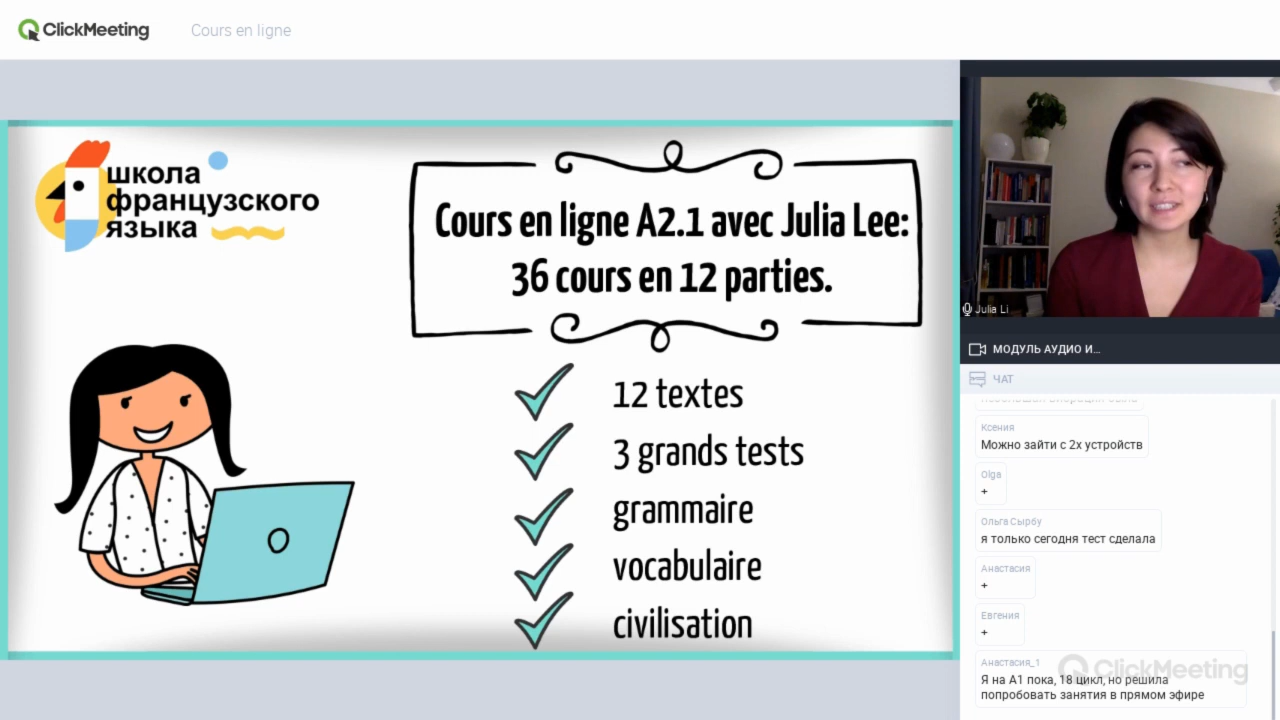 ClickMeeting
Cours en ligne
школа
французского
языка
Cours en ligne A2.1 avec Julia Lee:
36 cours en 12 parties.
12 textes
3 grands tests
grammaire
vocabulaire
civilisation
Julia Li
МОДУЛЬ АУДИО И...
ЧАТ
Ксения
Можно зайти с 2х устройств
Olga
+
Ольга Сырбу
я только сегодня тест сделала
Анастасия
+
Евгения
+
Анастасия_1
Я на А1 пока, 18 цикл, но решила
попробовать занятия в прямом эфире
ClickMeeting